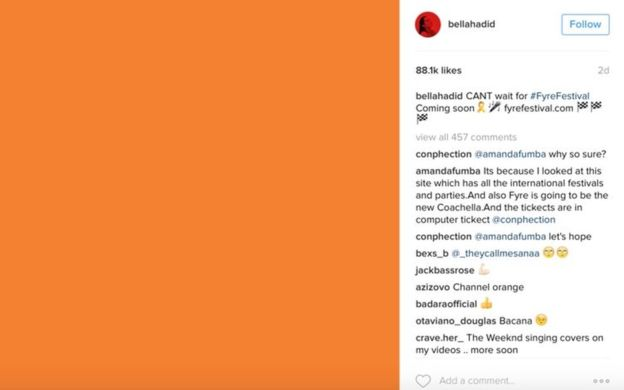 bellahadid
Follow
88.1k likes
2d
bellahadid CANT wait for #FyreFestival
Coming soon🎗️🎤 fyrefestival.com 🏁 🏁
🏁
view all 457 comments
conphection @amandafumba why so sure?
amandafumba Its because I looked at this
site which has all the international festivals
and parties.And also Fyre is going to be the
new Coachella.And the tickects are in
computer tickect @conphection
conphection @amandafumba let's hope
bexs_b @_theycallmesanaa 😁😁
jackbassrose 💪🏻
azizovo Channel orange
badaraofficial 👍
otaviano_douglas Bacana 😉
crave.her_ The Weeknd singing covers on
my videos .. more soon
Add a comment...